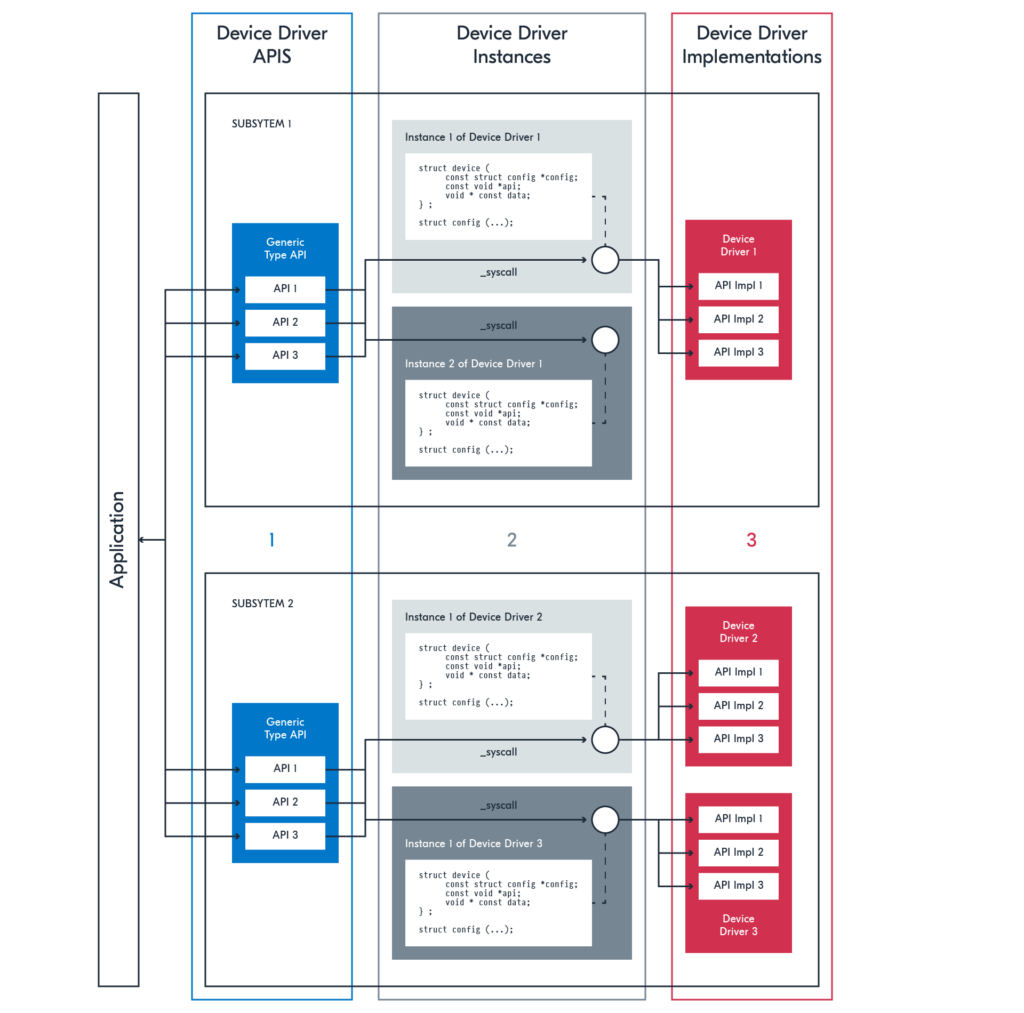 Device Driver
APIS
Device Driver
Instances
Device Driver
Implementations
Application
SUBSYTEM 1
Generic
Type API
API 1
API 2
API 3
Instance 1 of Device Driver 1
struct device (
const struct config *config;
const void *api;
void * const data;
} ;
struct config (...);
_syscall
_syscall
Instance 2 of Device Driver 1
struct device (
const struct config *config;
const void *api;
void * const data;
} ;
struct config (...);
Device
Driver 1
API Impl 1
API Impl 2
API Impl 3
1
2
3
SUBSYTEM 2
Generic
Type API
API 1
API 2
API 3
Instance 1 of Device Driver 2
struct device (
const struct config *config;
const void *api;
void * const data;
} ;
struct config (...);
_syscall
_syscall
Instance 1 of Device Driver 3
struct device (
const struct config *config;
const void *api;
void * const data;
} ;
struct config (...);
Device
Driver 2
API Impl 1
API Impl 2
API Impl 3
API Impl 1
API Impl 2
API Impl 3
Device
Driver 3